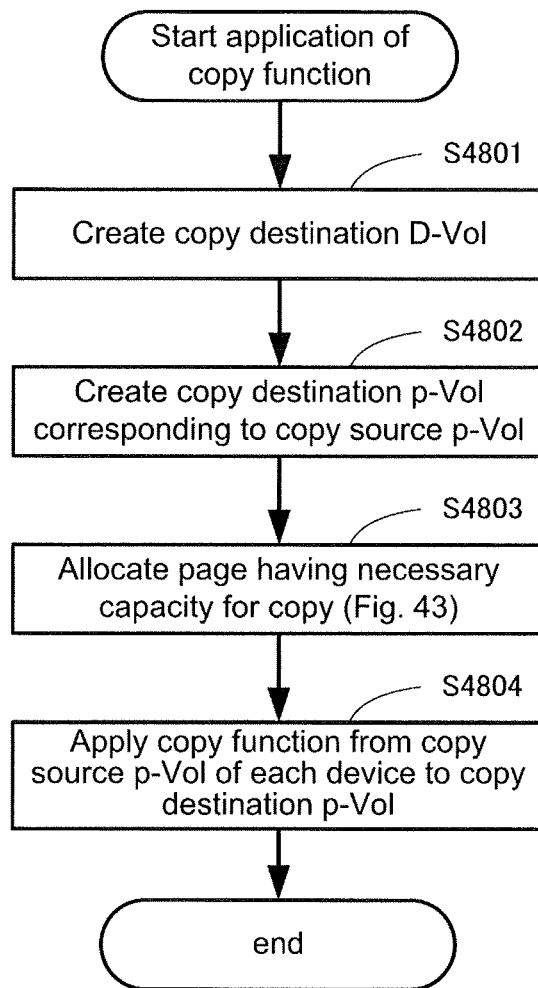 Start application of
copy function
S4801
Create copy destination D-Vol
S4802
Create copy destination p-Vol
corresponding to copy source p-Vol
S4803
Allocate page having necessary
capacity for copy (Fig. 43)
S4804
Apply copy function from copy
source p-Vol of each device to copy
destination p-Vol
end